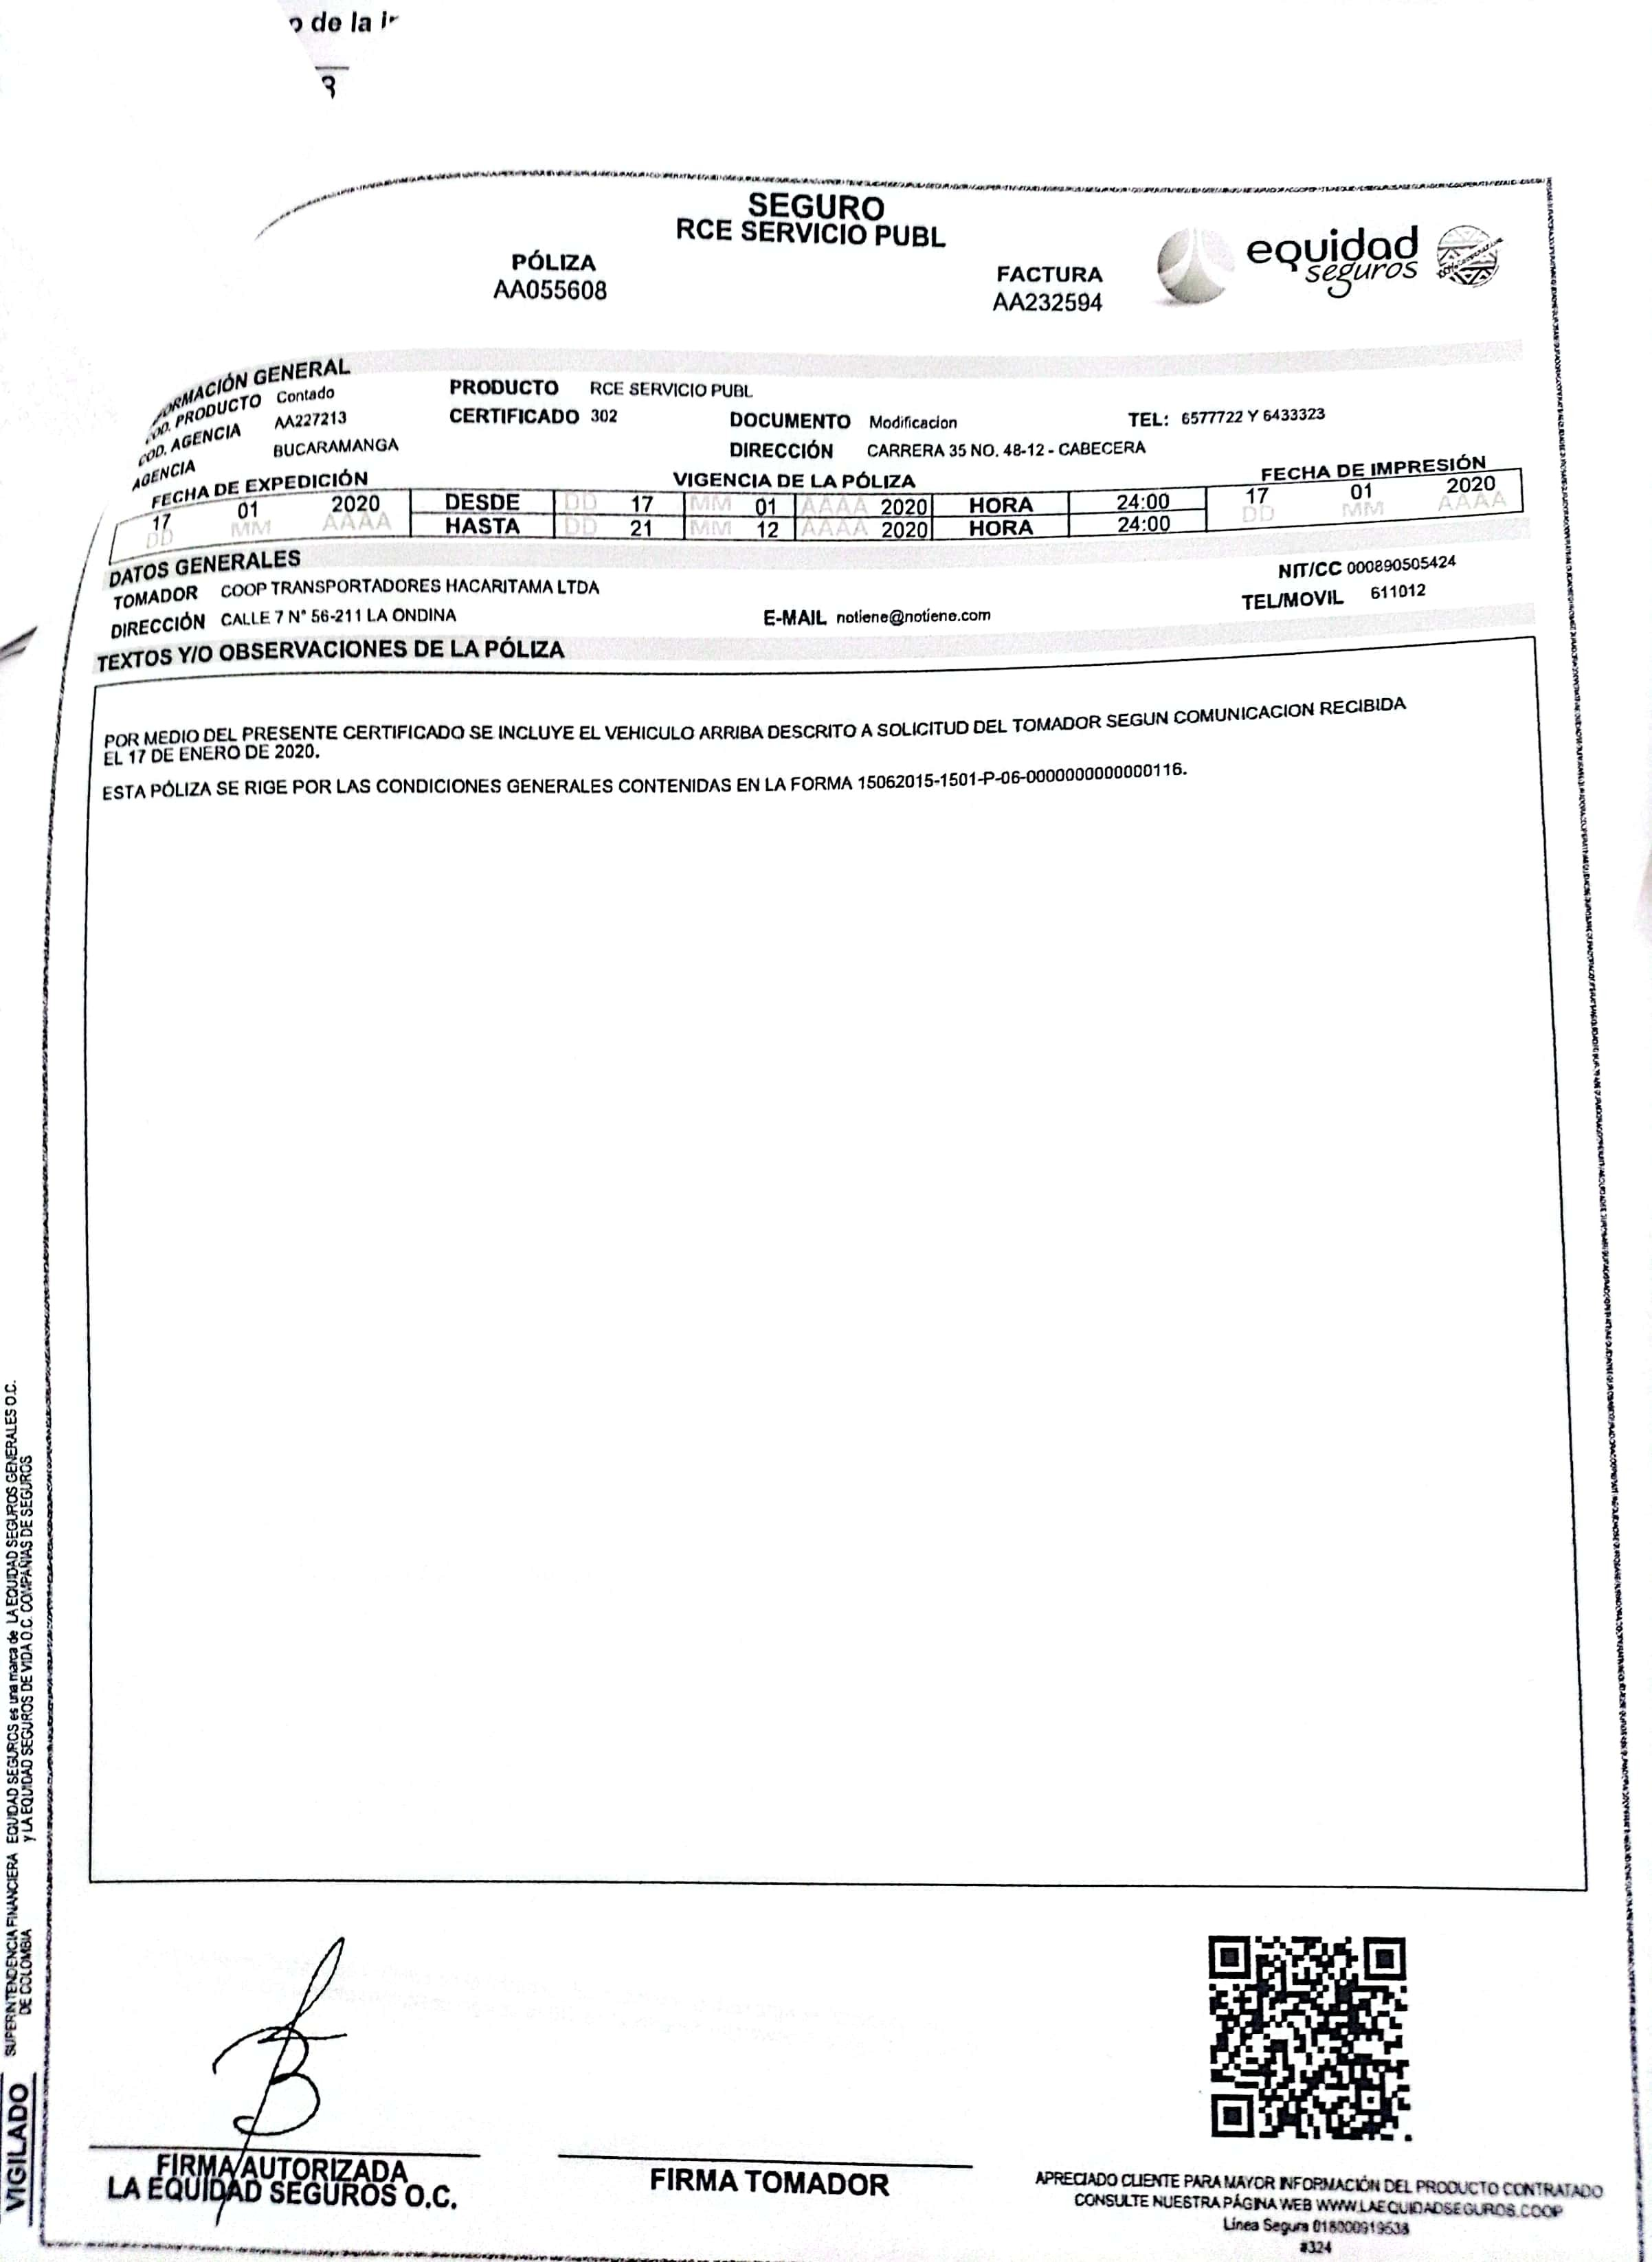 o de la
3
SEGURO
RCE SERVICIO PUBL
PÓLIZA
AA055608
FACTURA
AA232594
equidad
seguros
ORMACIÓN GENERAL
COD. PRODUCTO Contado
PRODUCTO RCE SERVICIO PUBL
COD. AGENCIA AA227213
CERTIFICADO 302
DOCUMENTO Modificacion
TEL: 6577722 Y 6433323
AGENCIA BUCARAMANGA
DIRECCIÓN CARRERA 35 NO. 48-12 - CABECERA
FECHA DE EXPEDICIÓN VIGENCIA DE LA PÓLIZA FECHA DE IMPRESIÓN
17 01 2020 DESDE DD 17 MM 01 AAAA 2020 HORA 24:00 17 01 2020
DD MM AAAA HASTA DD 21 MM 12 AAAA 2020 HORA 24:00 DD MM AAAA
DATOS GENERALES
TOMADOR COOP TRANSPORTADORES HACARITAMA LTDA
NIT/CC 000890505424
DIRECCIÓN CALLE 7 N° 56-211 LA ONDINA
E-MAIL notiene@notiene.com
TEL/MOVIL 611012
TEXTOS Y/O OBSERVACIONES DE LA PÓLIZA
POR MEDIO DEL PRESENTE CERTIFICADO SE INCLUYE EL VEHICULO ARRIBA DESCRITO A SOLICITUD DEL TOMADOR SEGUN COMUNICACION RECIBIDA
EL 17 DE ENERO DE 2020.
ESTA PÓLIZA SE RIGE POR LAS CONDICIONES GENERALES CONTENIDAS EN LA FORMA 15062015-1501-P-06-0000000000000116.
FIRMA AUTORIZADA
LA EQUIDAD SEGUROS O.C.
FIRMA TOMADOR
APRECIADO CLIENTE PARA MAYOR INFORMACIÓN DEL PRODUCTO CONTRATADO
CONSULTE NUESTRA PÁGINA WEB WWW.LAEQUIDADSEGUROS.COOP
Línea Segura 018000919538
#324
VIGILADO
SUPERINTENDENCIA FINANCIERA
DE COLOMBIA
EQUIDAD SEGUROS es una marca de LA EQUIDAD SEGUROS GENERALES O.C.
y LA EQUIDAD SEGUROS DE VIDA O.C. COMPAÑIAS DE SEGUROS